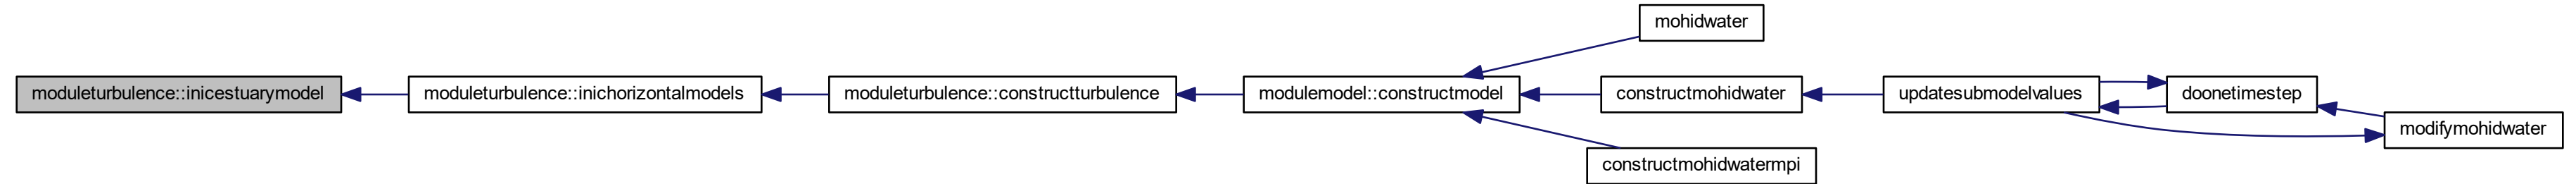 moduleturbulence::inicestuarymodel
moduleturbulence::inichorizontalmodels
moduleturbulence::constructturbulence
modulemodel::constructmodel
mohidwater
constructmohidwater
constructmohidwatermpi
updatesubmodelvalues
doonetimestep
modifymohidwater